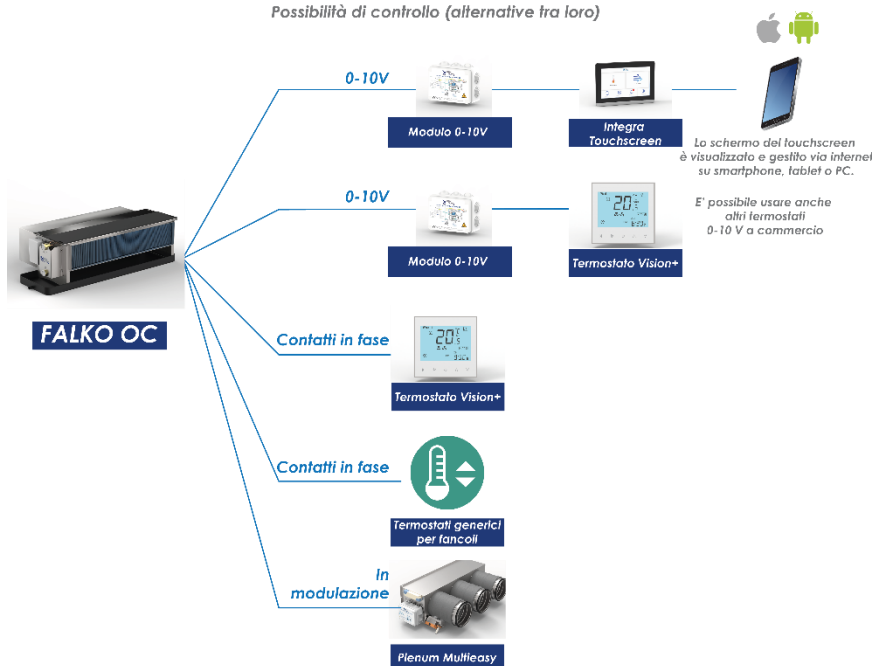 Possibilità di controllo (alternative tra loro)
0-10V
Modulo 0-10V
Integra
Touchscreen
Lo schermo del touchscreen
è visualizzato e gestito via internet
su smartphone, tablet o PC.
0-10V
Modulo 0-10V
Termostato Vision+
E' possibile usare anche
altri termostati
0-10 V a commercio
FALKO OC
Contatti in fase
20
Termostato Vision+
Contatti in fase
Termostati generici
per fancoil
In
modulazione
Plenum Multieasy